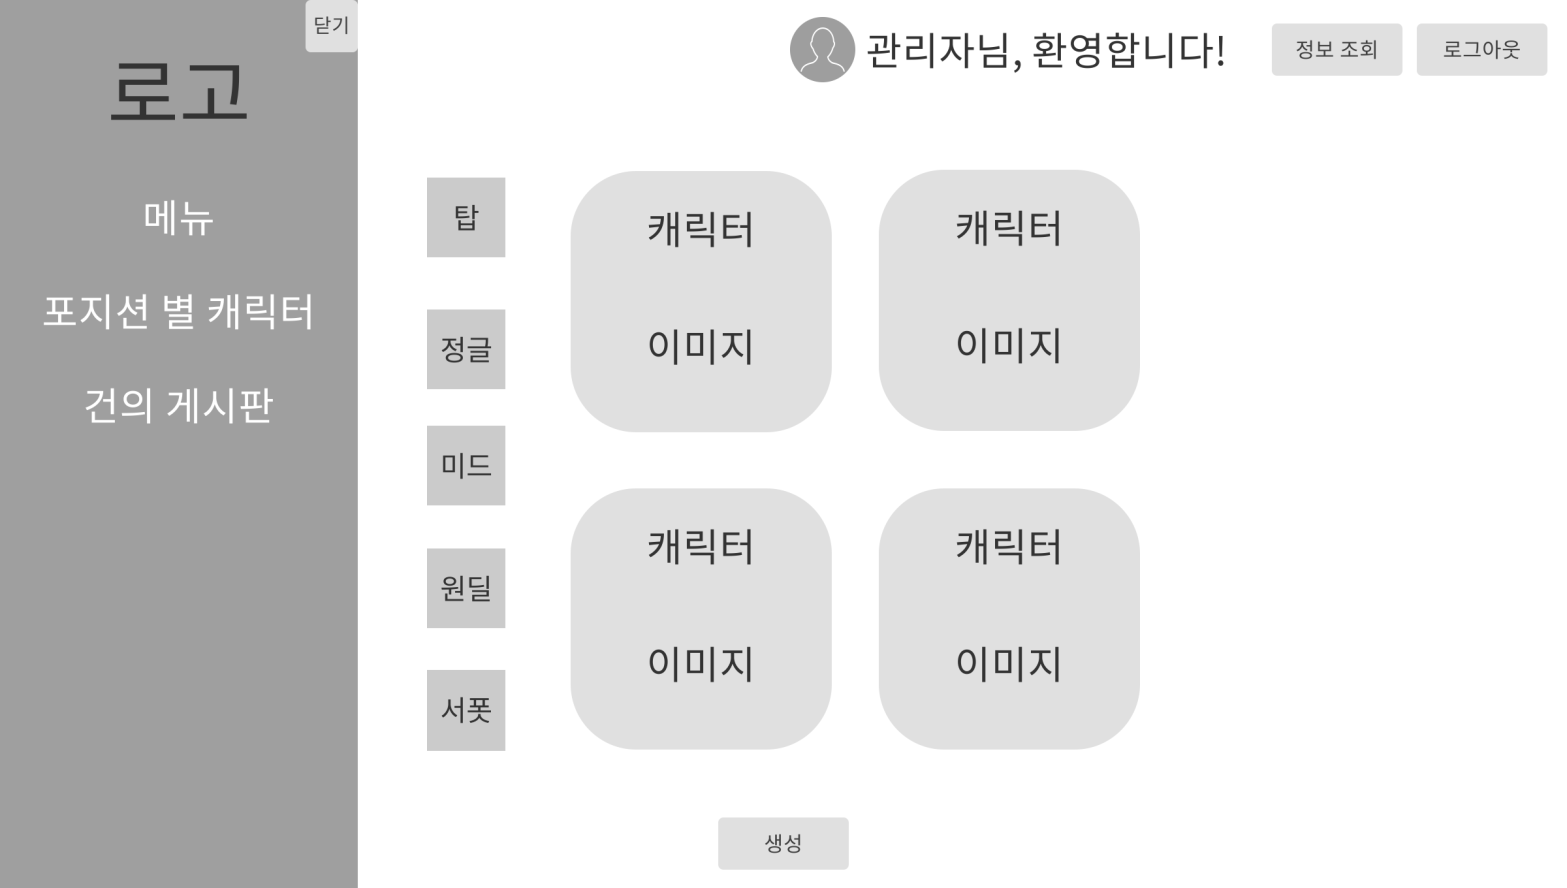 닫기
로고
메뉴
포지션 별 캐릭터
건의 게시판
관리자님, 환영합니다!
정보 조회
로그아웃
탑
정글
미드
원딜
서폿
캐릭터
이미지
캐릭터
이미지
캐릭터
이미지
캐릭터
이미지
생성